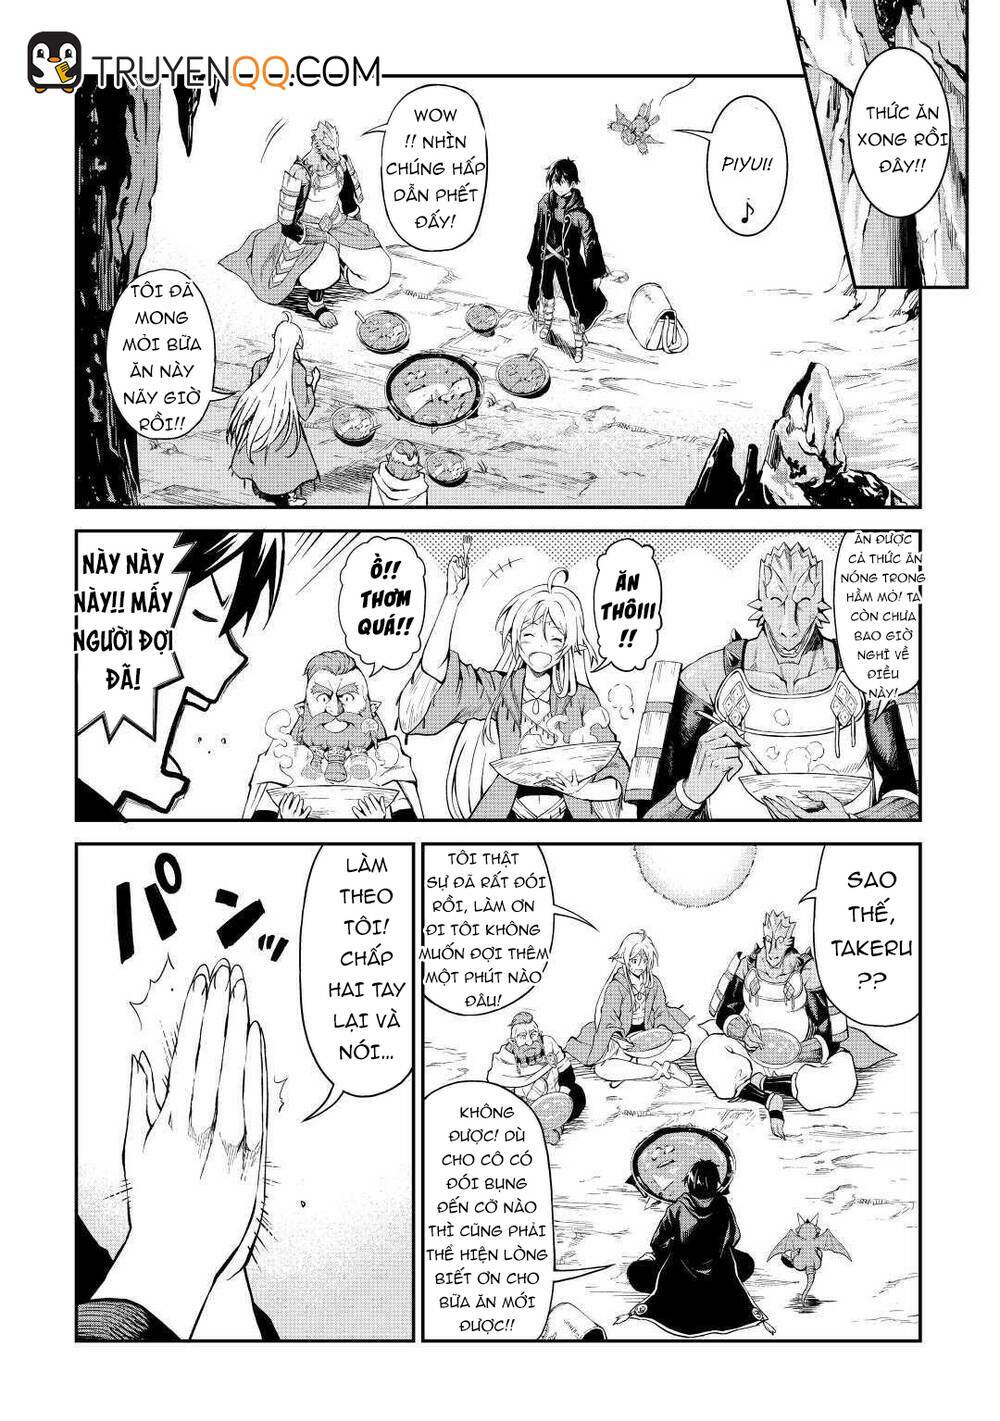 TRUYENQQ.COM
THỨC ĂN
XONG RỒI
ĐÂY!!
PIYUI!
♪
WOW
!! NHÌN
CHÚNG HẤP
DẪN PHẾT
ĐẤY!
TÔI ĐÃ
MONG
MỎI BỮA
ĂN NÀY
NÃY GIỜ
RỒI!!
ĂN ĐƯỢC
CẢ THỨC ĂN
NÓNG TRONG
HẦM MỎ! TA
CÒN CHƯA
BAO GIỜ
NGHĨ VỀ
ĐIỀU
NÀY!
ĂN
THÔIII
!!
Ồ!!
THƠM
QUÁ!!
NÀY NÀY
NÀY!! MẤY
NGƯỜI ĐỢI
ĐÃ!
SAO
THẾ,
TAKERU
??
TÔI THẬT
SỰ ĐÃ RẤT ĐÓI
RỒI, LÀM ƠN
ĐI TÔI KHÔNG
MUỐN ĐỢI THÊM
MỘT PHÚT NÀO
ĐÂU!
KHÔNG
ĐƯỢC! DÙ
CHO CÔ CÓ
ĐÓI BỤNG
ĐẾN CỠ NÀO
THÌ CŨNG PHẢI
THỂ HIỆN LÒNG
BIẾT ƠN CHO
BỮA ĂN MỚI
ĐƯỢC!!
LÀM
THEO
TÔI!
CHẤP
HAI TAY
LẠI VÀ
NÓI...
パンッ